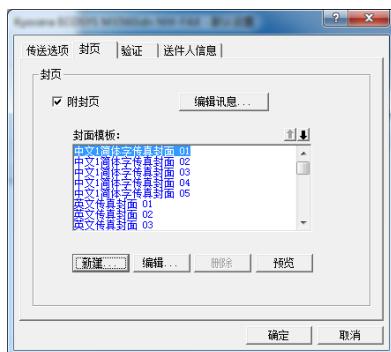 传送选项 封页 验证 送件人信息
封页
附封页
编辑讯息...
封面模板：
中文1简体字传真封面 01
中文1简体字传真封面 02
中文1简体字传真封面 03
中文1简体字传真封面 04
中文1简体字传真封面 05
英文传真封面 01
英文传真封面 02
英文传真封面 03
新建... 编辑... 删除 预览
确定 取消